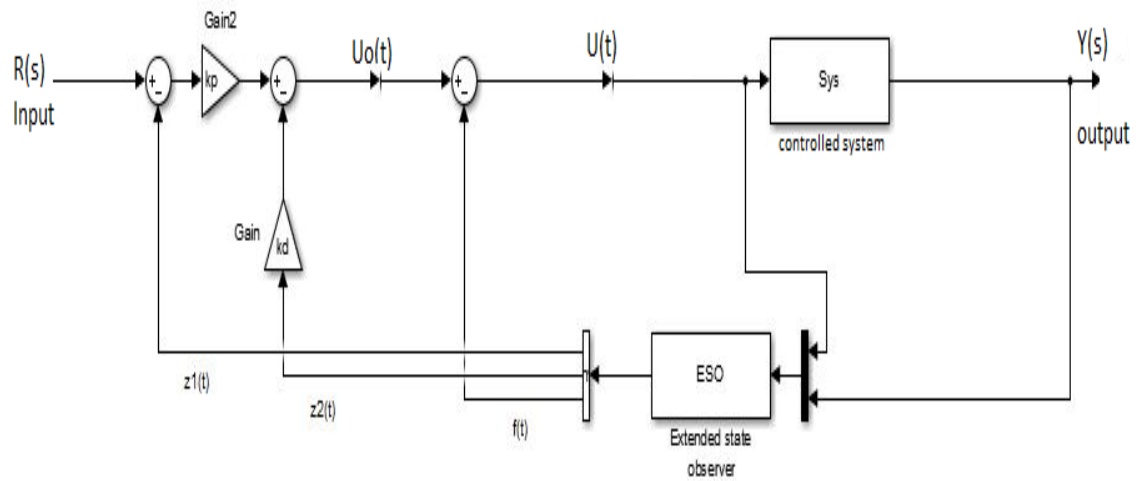 Gain2
R(s)
Input
+
-
kp
+
-
Uo(t)
+
-
U(t)
Sys
controlled system
Y(s)
output
Gain
kd
z1(t)
z2(t)
f(t)
ESO
Extended state
observer